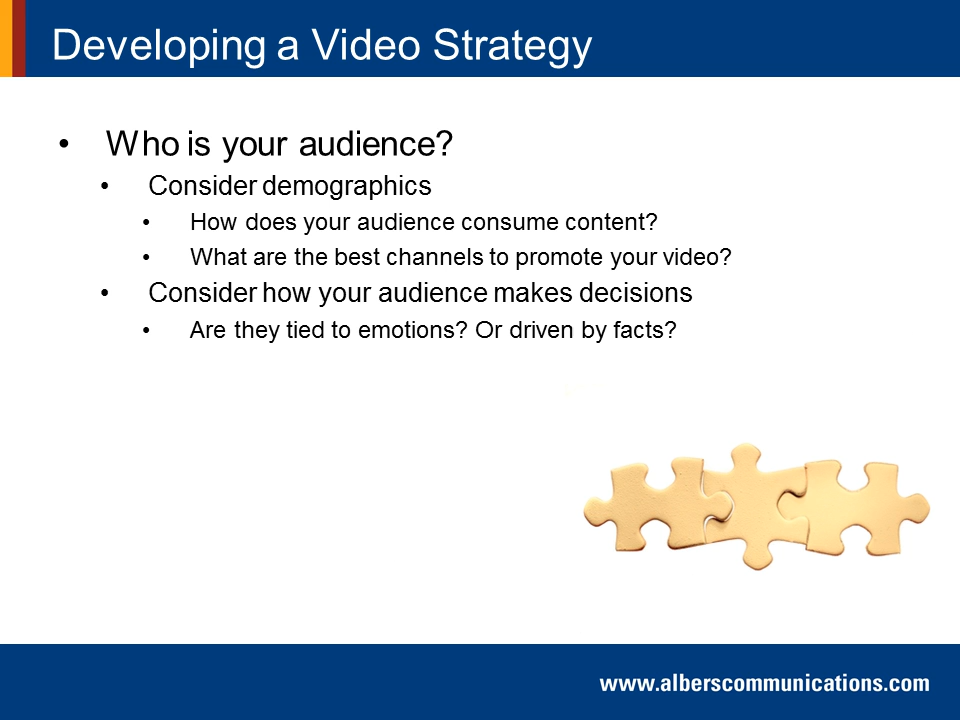 Developing a Video Strategy
• Who is your audience?
• Consider demographics
• How does your audience consume content?
• What are the best channels to promote your video?
• Consider how your audience makes decisions
• Are they tied to emotions? Or driven by facts?
www.alberscommunications.com